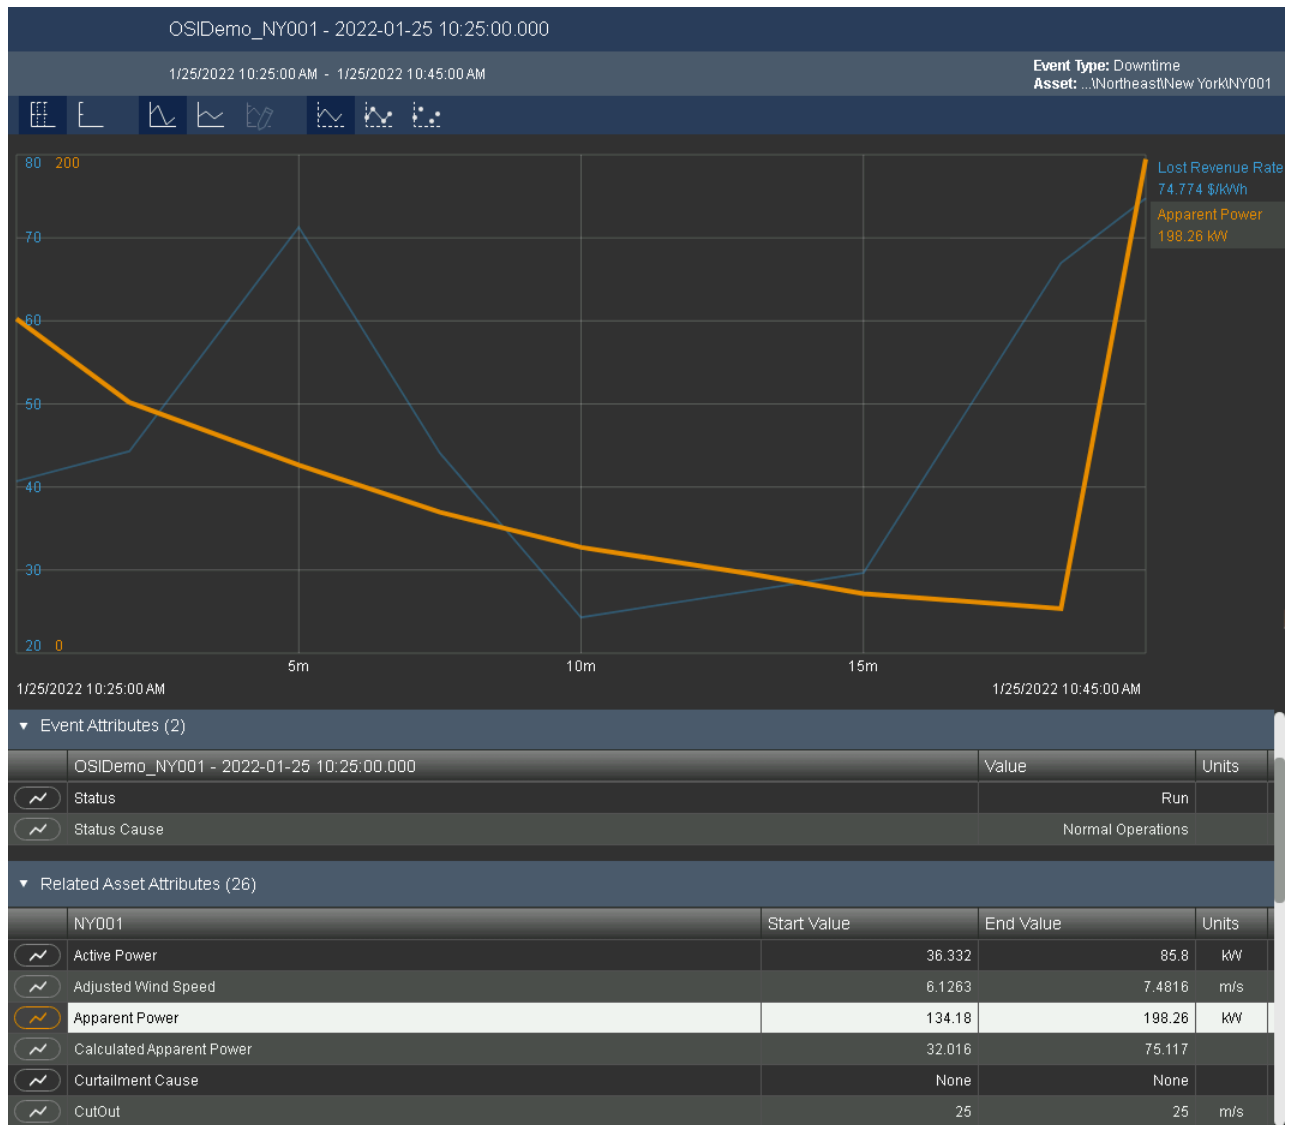 OSIDemo_NY001 - 2022-01-25 10:25:00.000
1/25/2022 10:25:00 AM - 1/25/2022 10:45:00 AM
Event Type: Downtime
Asset: ...\Northeast\New York\NY001
80 200
70
60
50
40
30
20 0
Lost Revenue Rate
74.774 $/kWh
Apparent Power
198.26 kW
5m 10m 15m
1/25/2022 10:25:00 AM 1/25/2022 10:45:00 AM
Event Attributes (2)
OSIDemo_NY001 - 2022-01-25 10:25:00.000 Value Units
Status Run
Status Cause Normal Operations
Related Asset Attributes (26)
NY001 Start Value End Value Units
Active Power 36.332 85.8 kW
Adjusted Wind Speed 6.1263 7.4816 m/s
Apparent Power 134.18 198.26 kW
Calculated Apparent Power 32.016 75.117
Curtailment Cause None None
CutOut 25 25 m/s